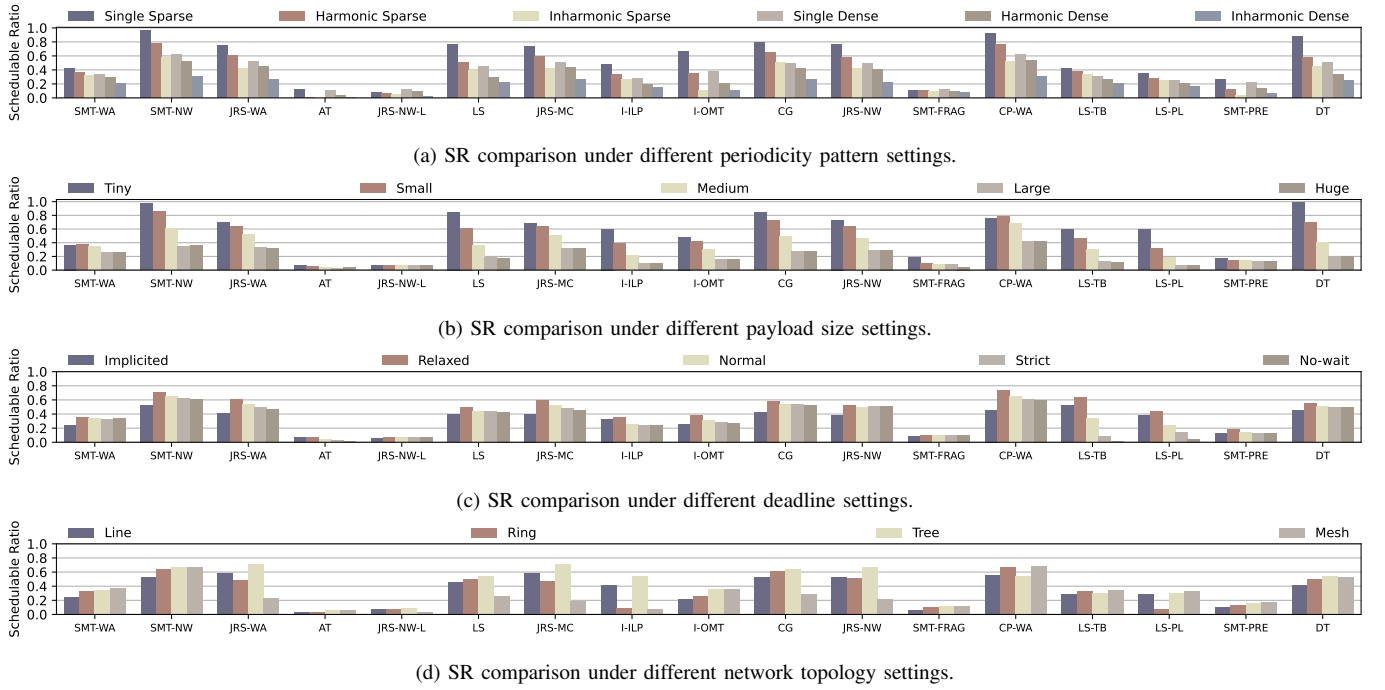 Single Sparse Harmonic Sparse Inharmonic Sparse Single Dense Harmonic Dense Inharmonic Dense
Schedulable Ratio
1.0
0.8
0.6
0.4
0.2
0.0
SMT-WA SMT-NW JRS-WA AT JRS-NW-L LS JRS-MC I-ILP I-OMT CG JRS-NW SMT-FRAG CP-WA LS-TB LS-PL SMT-PRE DT
(a) SR comparison under different periodicity pattern settings.
Tiny Small Medium Large Huge
Schedulable Ratio
1.0
0.8
0.6
0.4
0.2
0.0
SMT-WA SMT-NW JRS-WA AT JRS-NW-L LS JRS-MC I-ILP I-OMT CG JRS-NW SMT-FRAG CP-WA LS-TB LS-PL SMT-PRE DT
(b) SR comparison under different payload size settings.
Implicited Relaxed Normal Strict No-wait
Schedulable Ratio
1.0
0.8
0.6
0.4
0.2
0.0
SMT-WA SMT-NW JRS-WA AT JRS-NW-L LS JRS-MC I-ILP I-OMT CG JRS-NW SMT-FRAG CP-WA LS-TB LS-PL SMT-PRE DT
(c) SR comparison under different deadline settings.
Line Ring Tree Mesh
Schedulable Ratio
1.0
0.8
0.6
0.4
0.2
0.0
SMT-WA SMT-NW JRS-WA AT JRS-NW-L LS JRS-MC I-ILP I-OMT CG JRS-NW SMT-FRAG CP-WA LS-TB LS-PL SMT-PRE DT
(d) SR comparison under different network topology settings.